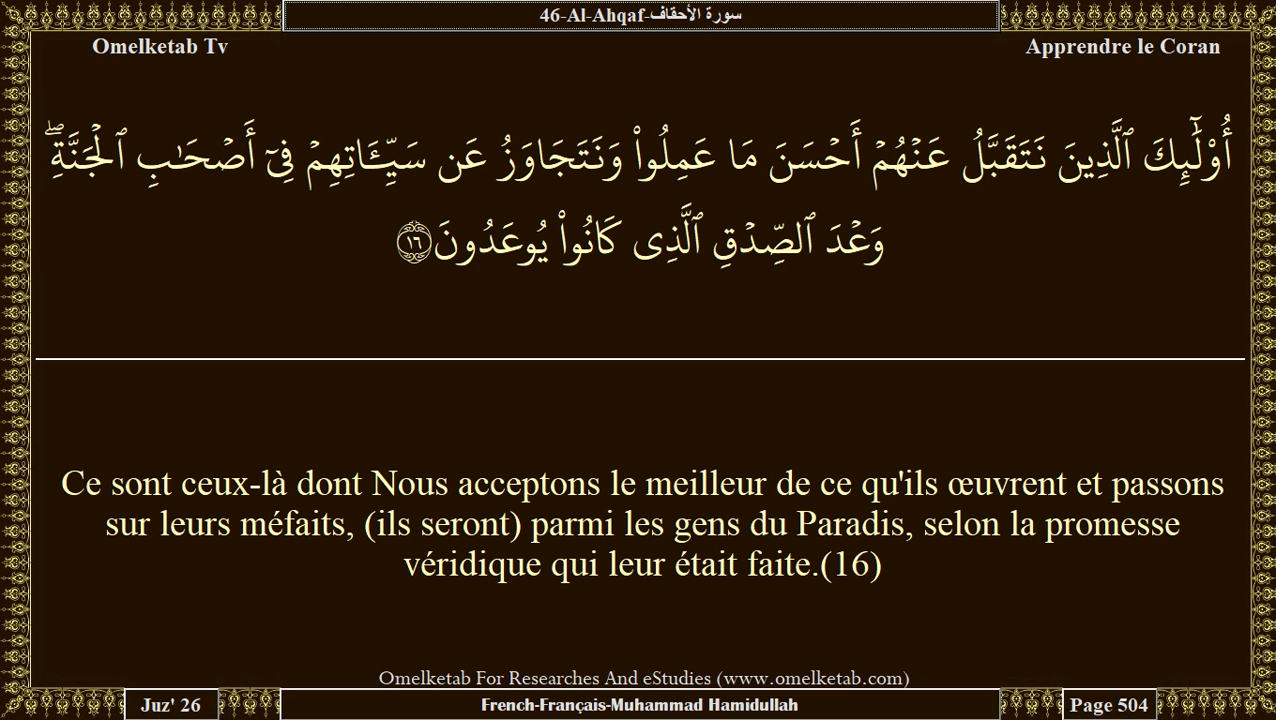 46-Al-Ahqaf-سورة الأحقاف
Omelketab Tv
Apprendre le Coran
أُوْلَٰٓئِكَ ٱلَّذِينَ نَتَقَبَّلُ عَنۡهُمۡ أَحۡسَنَ مَا عَمِلُواْ وَنَتَجَاوَزُ عَن سَيِّـَٔاتِهِمۡ فِيٓ أَصۡحَٰبِ ٱلۡجَنَّةِۖ
وَعۡدَ ٱلصِّدۡقِ ٱلَّذِي كَانُواْ يُوعَدُونَ ١٦
Ce sont ceux-là dont Nous acceptons le meilleur de ce qu'ils œuvrent et passons
sur leurs méfaits, (ils seront) parmi les gens du Paradis, selon la promesse
véridique qui leur était faite.(16)
Omelketab For Researches And eStudies (www.omelketab.com)
Juz' 26
French-Français-Muhammad Hamidullah
Page 504